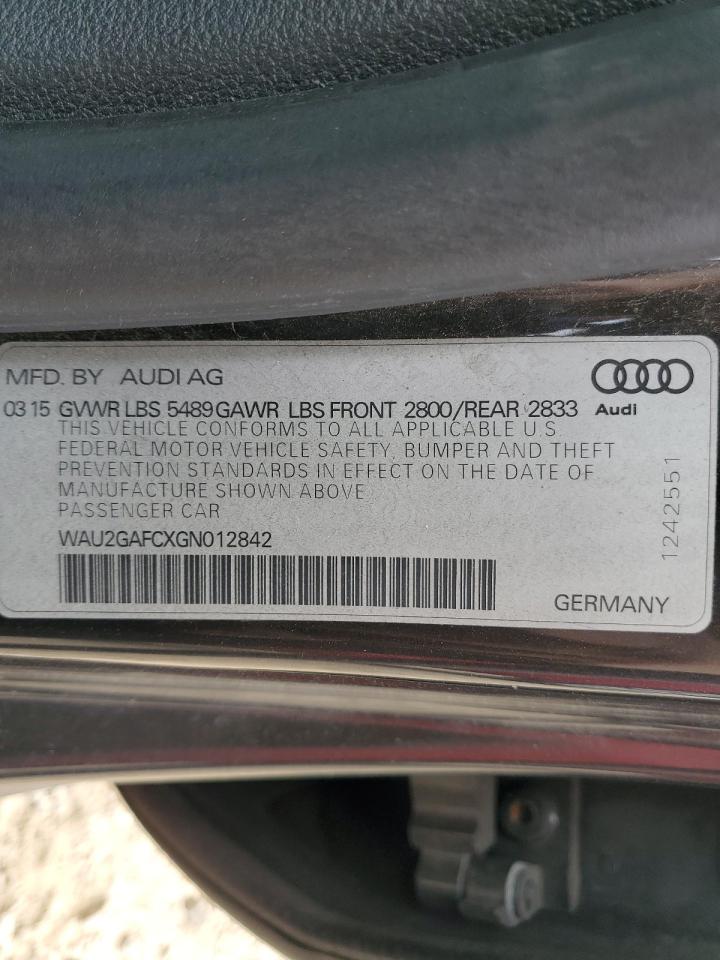 MFD. BY AUDI AG
03 15 GVWR LBS 5489 GAWR LBS FRONT 2800/REAR 2833
Audi
THIS VEHICLE CONFORMS TO ALL APPLICABLE U.S.
FEDERAL MOTOR VEHICLE SAFETY, BUMPER AND THEFT
PREVENTION STANDARDS IN EFFECT ON THE DATE OF
MANUFACTURE SHOWN ABOVE
PASSENGER CAR
WAU2GAFCXGN012842
GERMANY
1242551